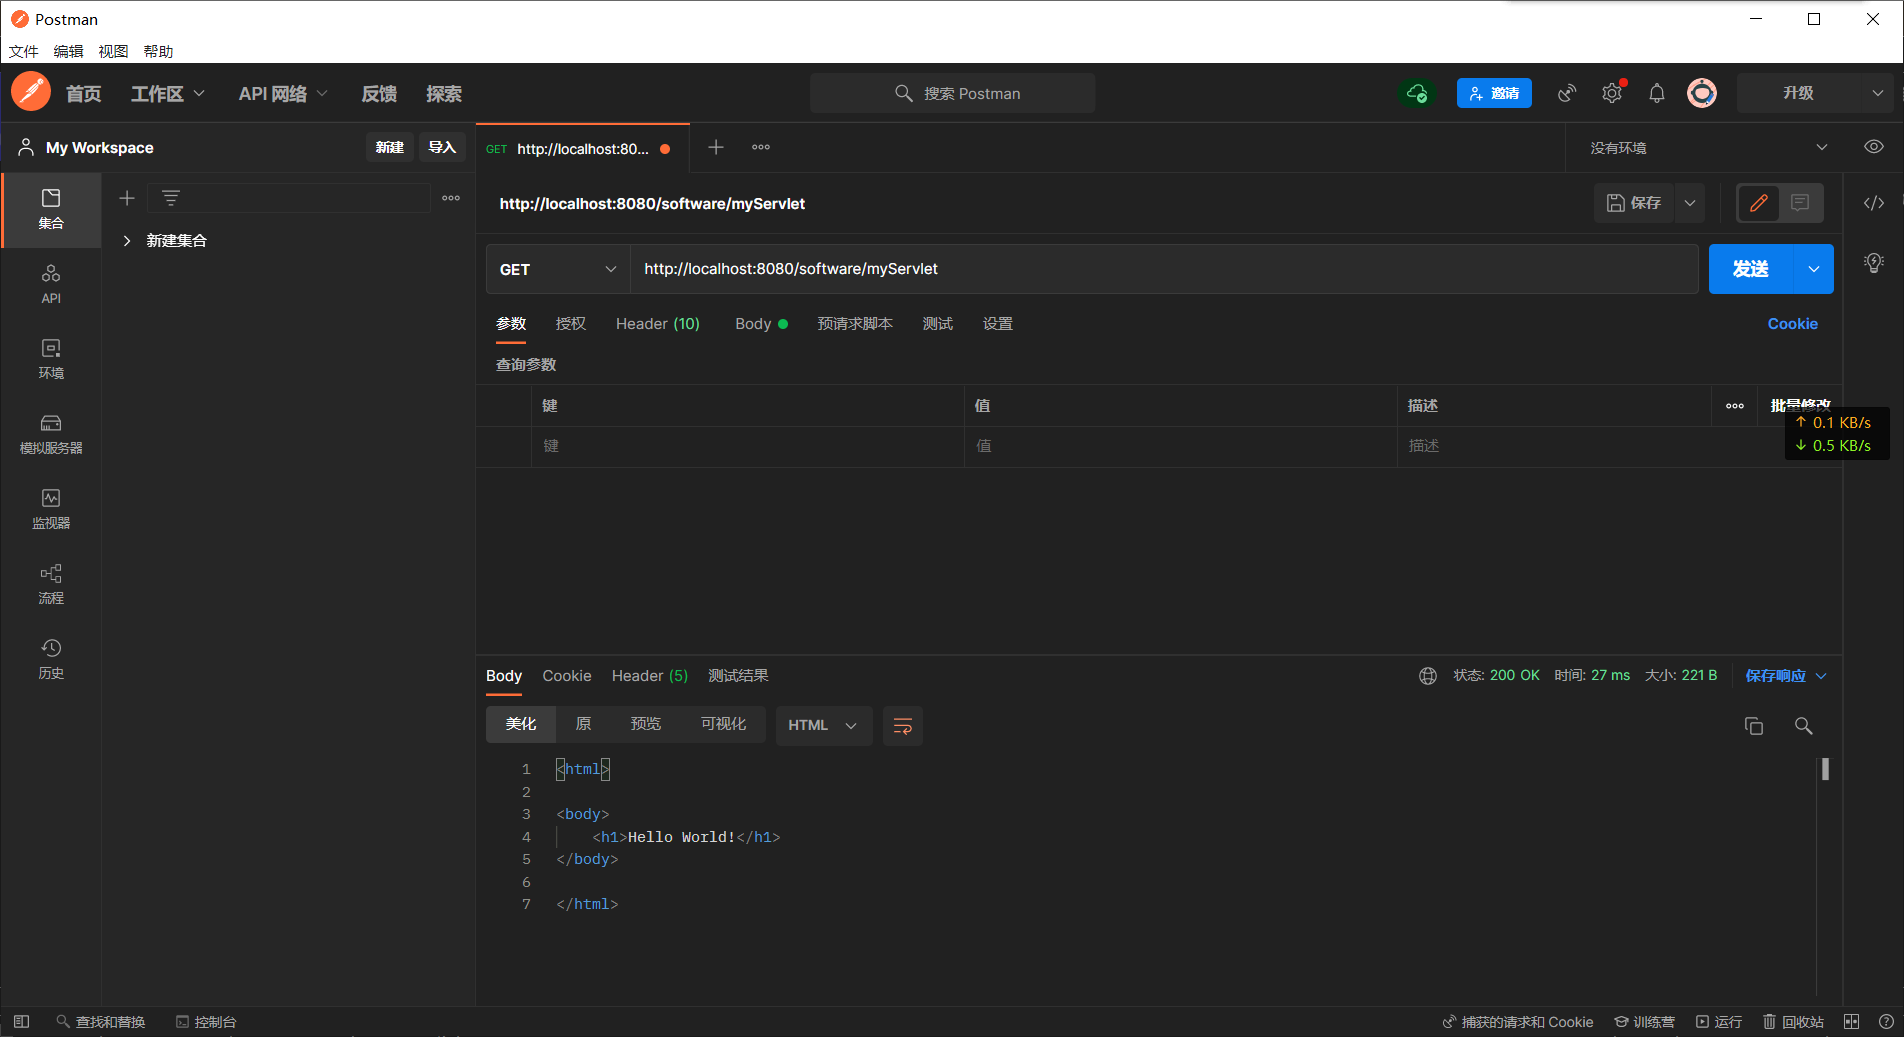 Postman
文件 编辑 视图 帮助
首页 工作区 API 网络 反馈 探索 搜索 Postman 邀请 升级
My Workspace 新建 导入 GET http://localhost:80... 没有环境
集合
API
环境
模拟服务器
监视器
流程
历史
新建集合
http://localhost:8080/software/myServlet 保存
GET http://localhost:8080/software/myServlet 发送
参数 授权 Header (10) Body 预请求脚本 测试 设置 Cookie
查询参数
键 值 描述 批量修改
键 值 描述
↑ 0.1 KB/s
↓ 0.5 KB/s
Body Cookie Header (5) 测试结果 状态: 200 OK 时间: 27 ms 大小: 221 B 保存响应
美化 原 预览 可视化 HTML
1 <html>
2
3 <body>
4 <h1>Hello World!</h1>
5 </body>
6
7 </html>
查找和替换 控制台 捕获的请求和 Cookie 训练营 运行 回收站